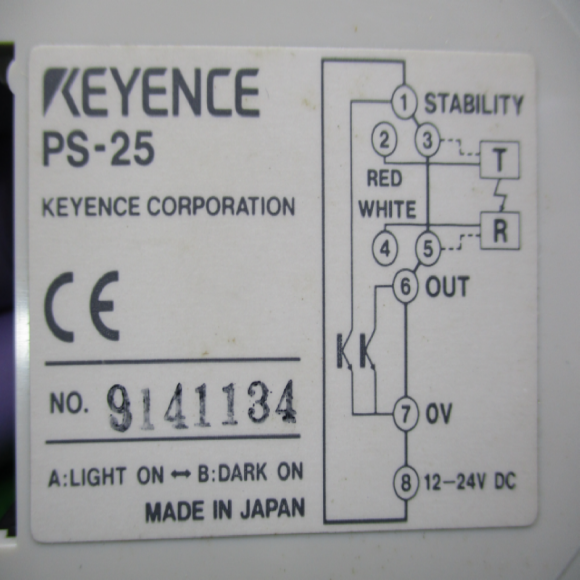 KEYENCE
PS-25
KEYENCE CORPORATION
CE
NO. 9141134
A:LIGHT ON ↔ B:DARK ON
MADE IN JAPAN
1 STABILITY
2 3
T
RED
WHITE
R
4 5
6 OUT
7 0V
8 12-24V DC